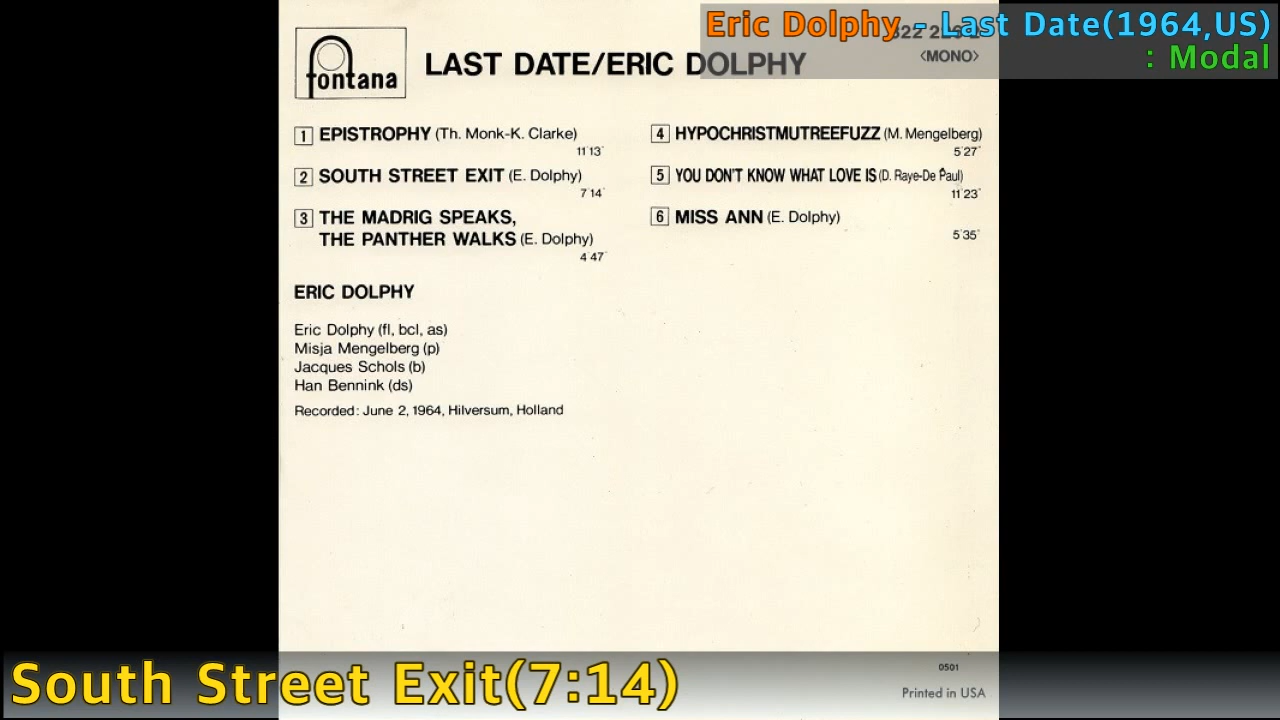 Eric Dolphy - Last Date(1964,US)
: Modal
fontana
LAST DATE/ERIC DOLPHY
<MONO>
1 EPISTROPHY (Th. Monk-K. Clarke)
11'13"
2 SOUTH STREET EXIT (E. Dolphy)
7'14"
3 THE MADRIG SPEAKS,
THE PANTHER WALKS (E. Dolphy)
4'47"
4 HYPOCHRISTMUTREEFUZZ (M. Mengelberg)
5'27"
5 YOU DON'T KNOW WHAT LOVE IS (D. Raye-De Paul)
11'23"
6 MISS ANN (E. Dolphy)
5'35"
ERIC DOLPHY
Eric Dolphy (fl, bcl, as)
Misja Mengelberg (p)
Jacques Schols (b)
Han Bennink (ds)
Recorded: June 2, 1964, Hilversum, Holland
0501
Printed in USA
South Street Exit(7:14)